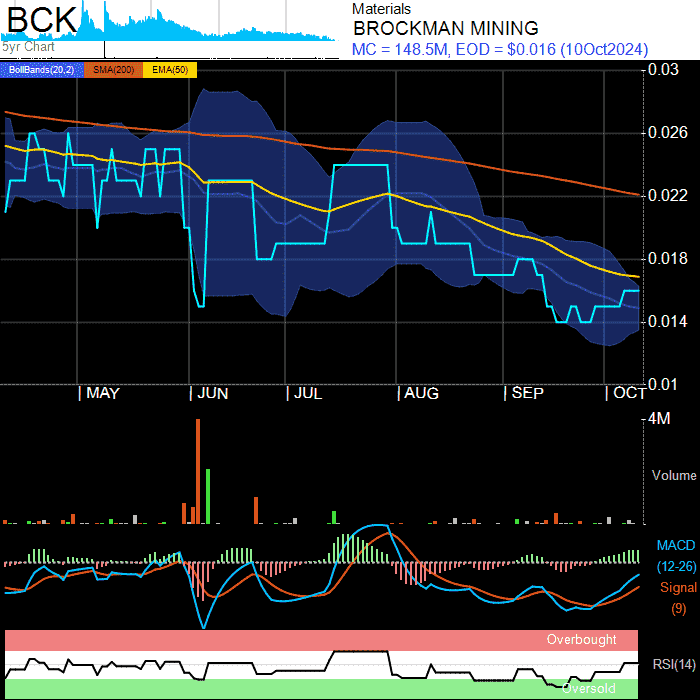 BCK
5yr Chart
Materials
BROCKMAN MINING
MC = 148.5M, EOD = $0.016 (10Oct2024)
BollBands(20,2) SMA(200) EMA(50)
0.03
0.026
0.022
0.018
0.014
0.01
| MAY | JUN | JUL | AUG | SEP | OCT
4M
Volume
MACD
(12-26)
Signal
(9)
Overbought
RSI(14)
Oversold